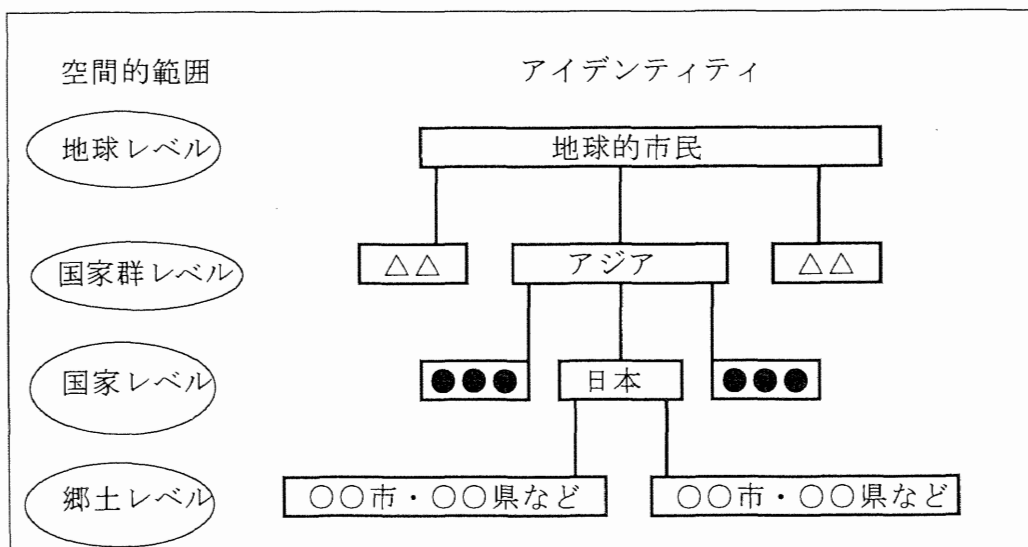 空間的範囲 アイデンティティ
地球レベル 地球的市民
国家群レベル △△ アジア △△
国家レベル ●●● 日本 ●●●
郷土レベル ○○市・○○県など ○○市・○○県など